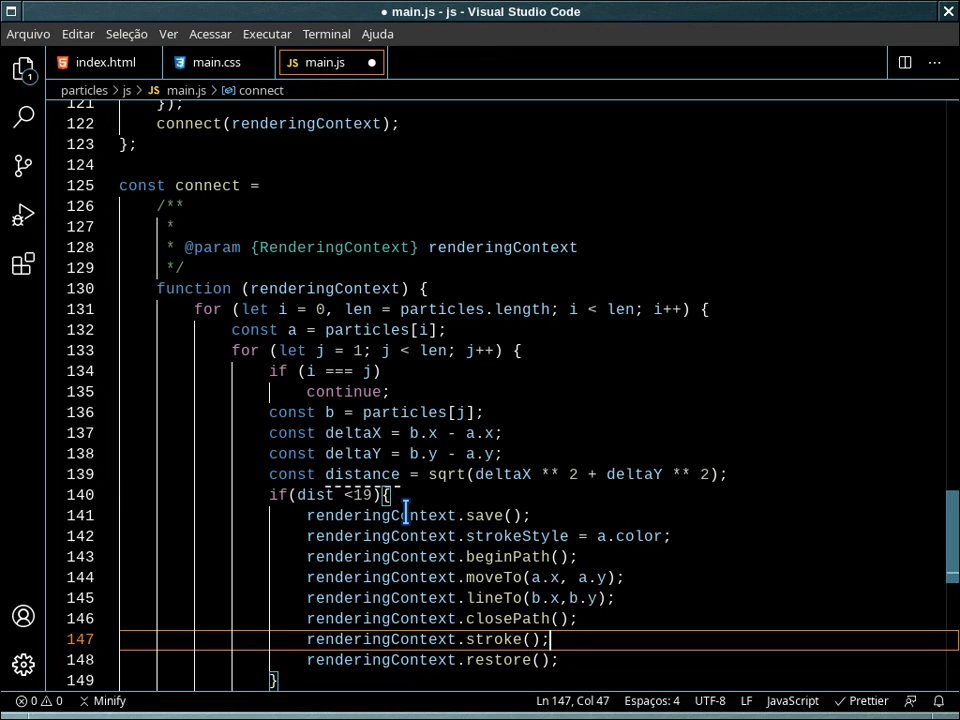 ● main.js - js - Visual Studio Code
Arquivo Editar Seleção Ver Acessar Executar Terminal Ajuda
index.html main.css JS main.js ●
particles > js > JS main.js > connect
121 });
122 connect(renderingContext);
123 };
124
125 const connect =
126 /**
127 *
128 * @param {RenderingContext} renderingContext
129 */
130 function (renderingContext) {
131 for (let i = 0, len = particles.length; i < len; i++) {
132 const a = particles[i];
133 for (let j = 1; j < len; j++) {
134 if (i === j)
135 continue;
136 const b = particles[j];
137 const deltaX = b.x - a.x;
138 const deltaY = b.y - a.y;
139 const distance = sqrt(deltaX ** 2 + deltaY ** 2);
140 if(dist <19){
141 renderingContext.save();
142 renderingContext.strokeStyle = a.color;
143 renderingContext.beginPath();
144 renderingContext.moveTo(a.x, a.y);
145 renderingContext.lineTo(b.x,b.y);
146 renderingContext.closePath();
147 renderingContext.stroke();
148 renderingContext.restore();
149 }
0 0 Minify Ln 147, Col 47 Espaços: 4 UTF-8 LF JavaScript Prettier